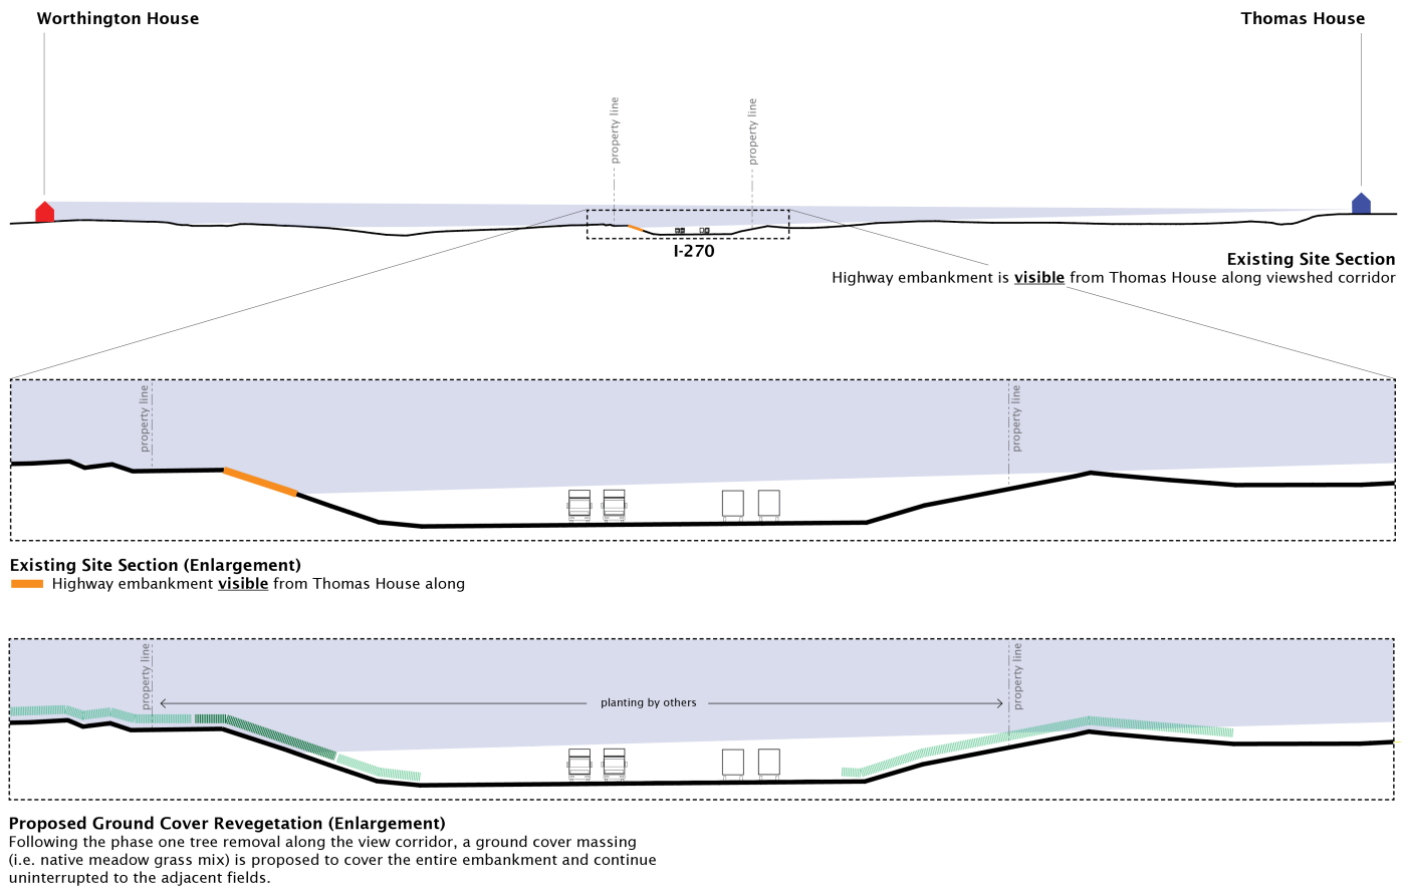 Worthington House
Thomas House
property line
property line
I-270
Existing Site Section
Highway embankment is visible from Thomas House along viewshed corridor
property line
property line
Existing Site Section (Enlargement)
Highway embankment visible from Thomas House along
property line
property line
planting by others
Proposed Ground Cover Revegetation (Enlargement)
Following the phase one tree removal along the view corridor, a ground cover massing
(i.e. native meadow grass mix) is proposed to cover the entire embankment and continue
uninterrupted to the adjacent fields.